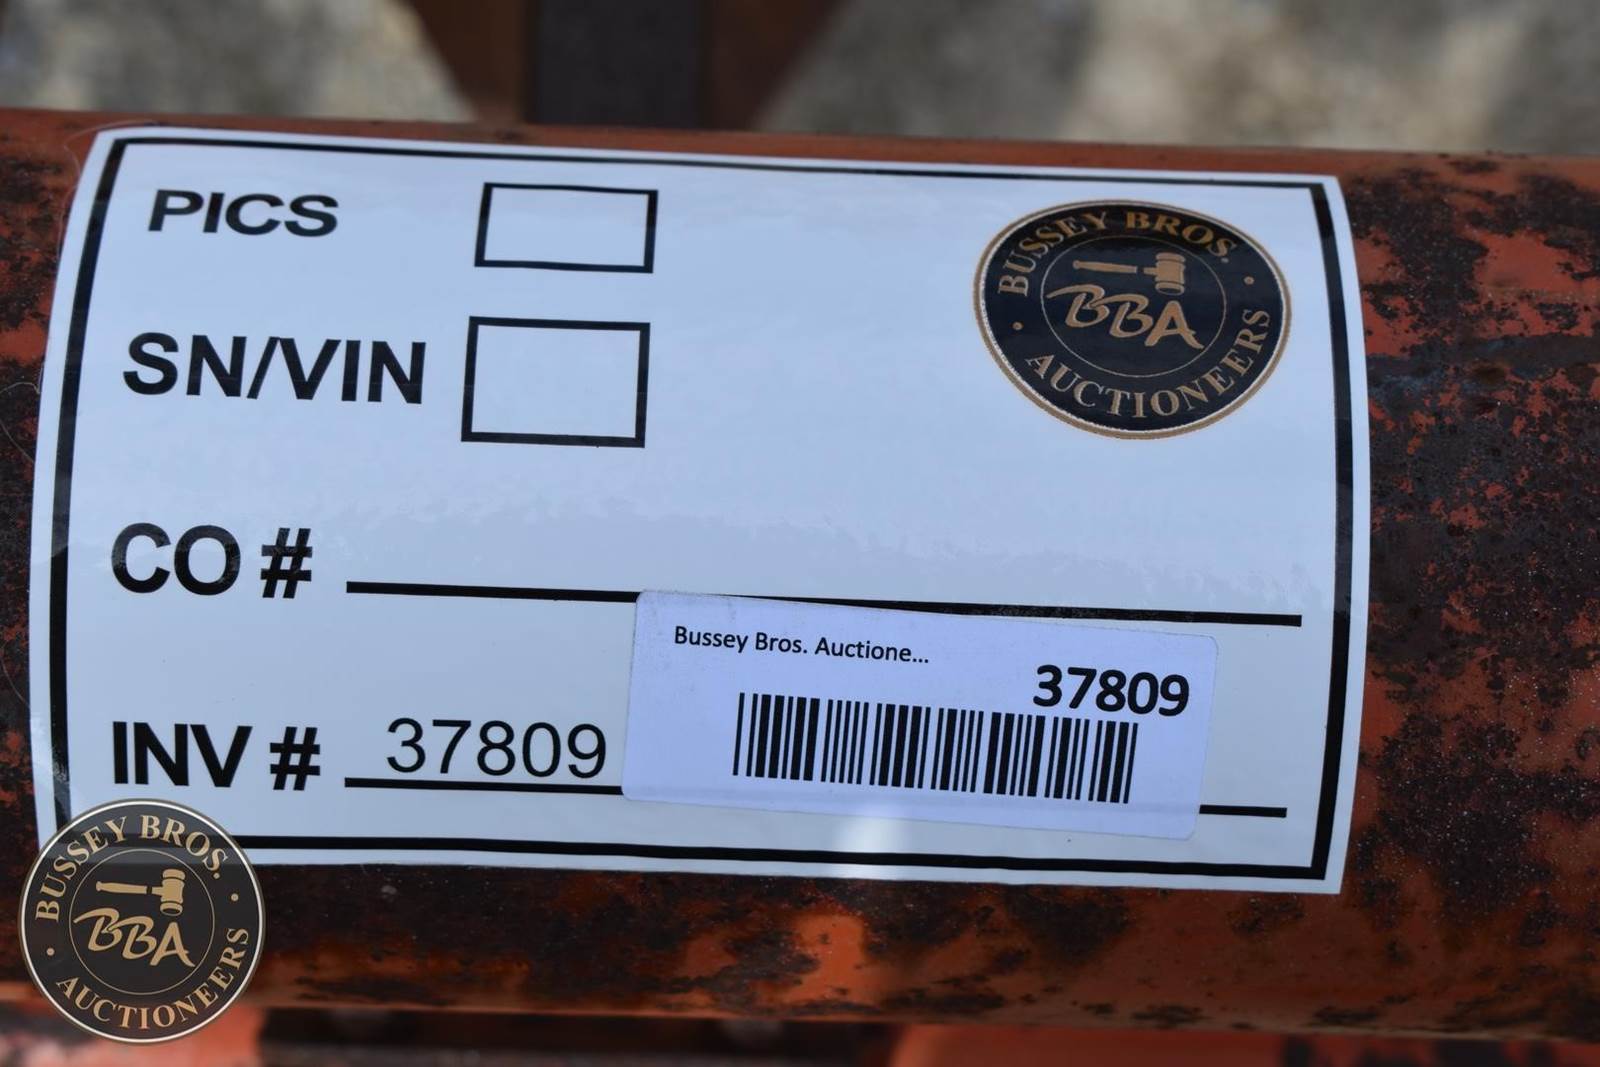 PICS
BUSSEY BROS.
BBA
AUCTIONEERS
SN/VIN
CO #
Bussey Bros. Auctione...
37809
INV # 37809
BUSSEY BROS.
BBA
AUCTIONEERS